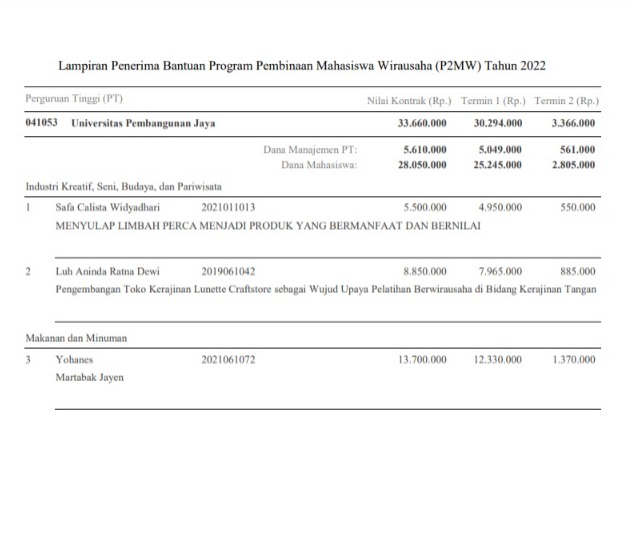 Lampiran Penerima Bantuan Program Pembinaan Mahasiswa Wirausaha (P2MW) Tahun 2022
Perguruan Tinggi (PT) Nilai Kontrak (Rp.) Termin 1 (Rp.) Termin 2 (Rp.)
041053 Universitas Pembangunan Jaya 33.660.000 30.294.000 3.366.000
Dana Manajemen PT: 5.610.000 5.049.000 561.000
Dana Mahasiswa: 28.050.000 25.245.000 2.805.000
Industri Kreatif, Seni, Budaya, dan Pariwisata
1 Safa Calista Widyadhari 2021011013 5.500.000 4.950.000 550.000
MENYULAP LIMBAH PERCA MENJADI PRODUK YANG BERMANFAAT DAN BERNILAI
2 Luh Aninda Ratna Dewi 2019061042 8.850.000 7.965.000 885.000
Pengembangan Toko Kerajinan Lunette Craftstore sebagai Wujud Upaya Pelatihan Berwirausaha di Bidang Kerajinan Tangan
Makanan dan Minuman
3 Yohanes 2021061072 13.700.000 12.330.000 1.370.000
Martabak Jayen